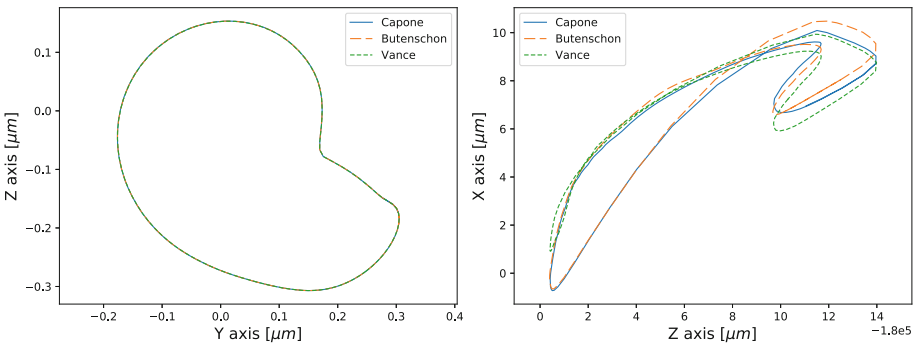 Capone
Butenschon
Vance
0.1
0.0
−0.1
−0.2
−0.3
Z axis [μm]
−0.2 −0.1 0.0 0.1 0.2 0.3 0.4
Y axis [μm]
Capone
Butenschon
Vance
10
8
6
4
2
0
X axis [μm]
0 2 4 6 8 10 12 14
−1.8e5
Z axis [μm]